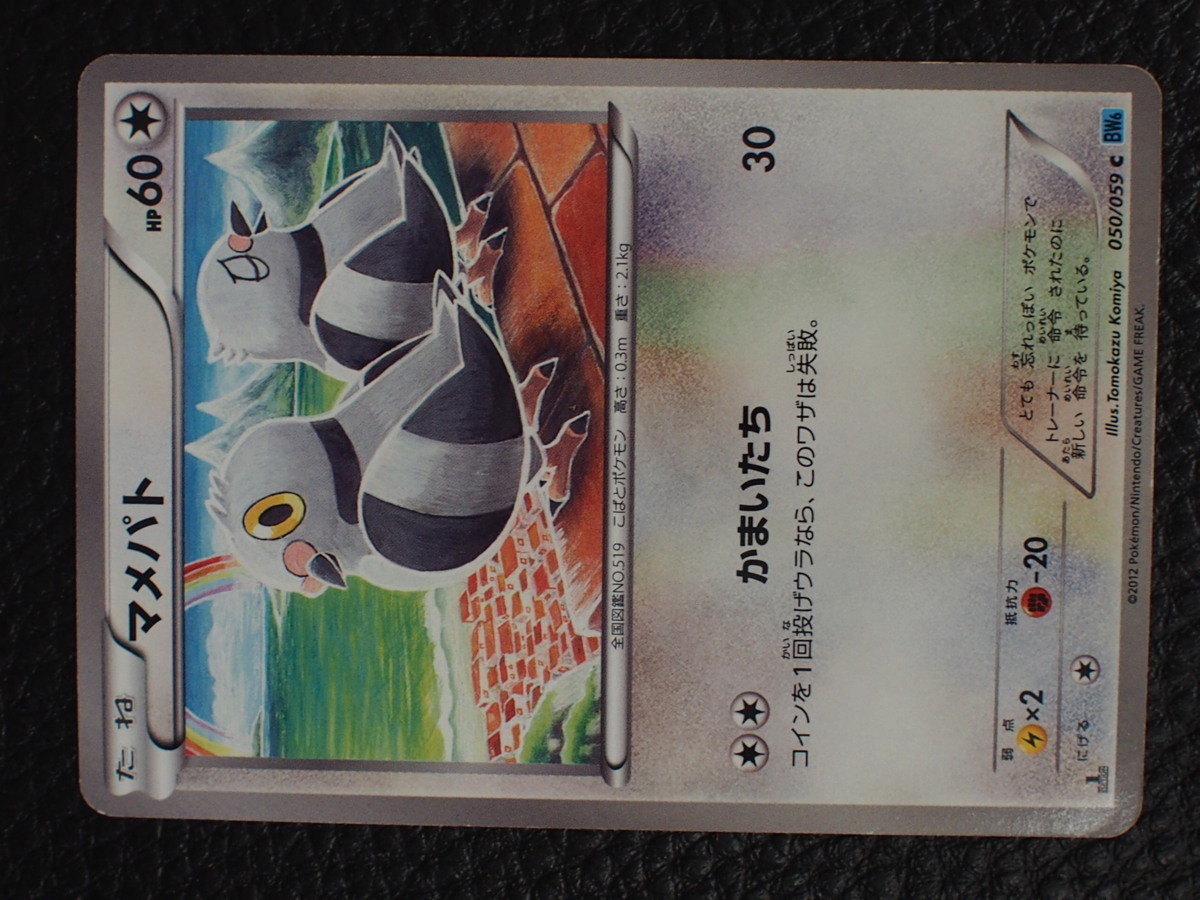 たね マメパト HP60
全国図鑑NO.519 こばとポケモン 高さ:0.3m 重さ:2.1kg
かまいたち 30
コインを1回投げウラなら、このワザは失敗。
弱点 ×2
抵抗力 -20
にげる
とても 忘れっぽい ポケモンで
トレーナーに 命令 されたのに
新しい 命令を 待っている。
Illus.Tomokazu Komiya 050/059 C BW6
©2012 Pokémon/Nintendo/Creatures/GAME FREAK.